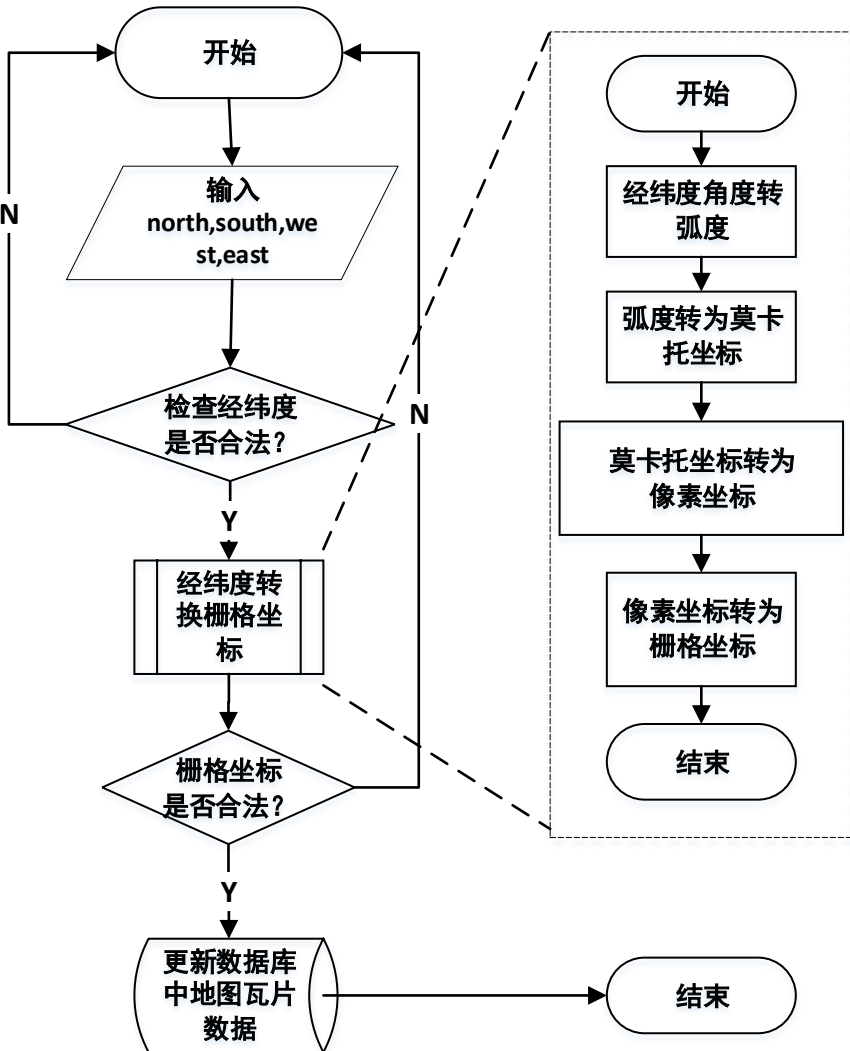 开始
输入
north,south,we
st,east
N
检查经纬度
是否合法？
N
Y
经纬度转
换栅格坐
标
栅格坐标
是否合法？
Y
更新数据库
中地图瓦片
数据
结束
开始
经纬度角度转
弧度
弧度转为莫卡
托坐标
莫卡托坐标转为
像素坐标
像素坐标转为
栅格坐标
结束